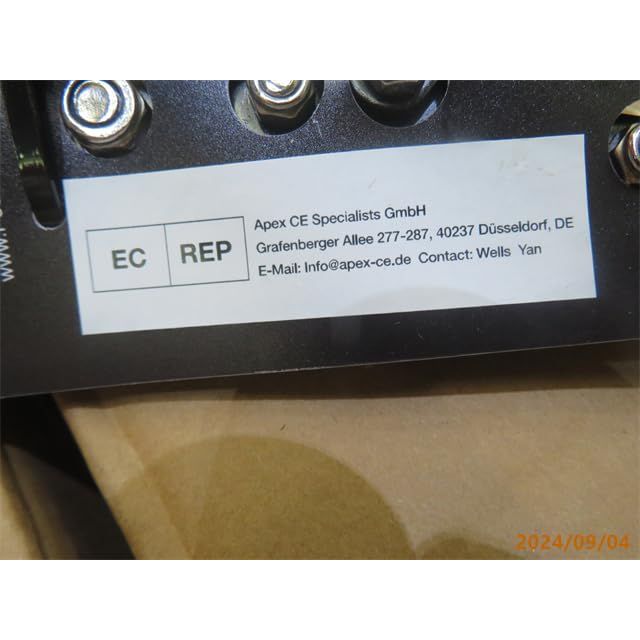 EC REP
Apex CE Specialists GmbH
Grafenberger Allee 277-287, 40237 Düsseldorf, DE
E-Mail: Info@apex-ce.de Contact: Wells Yan
2024/09/04